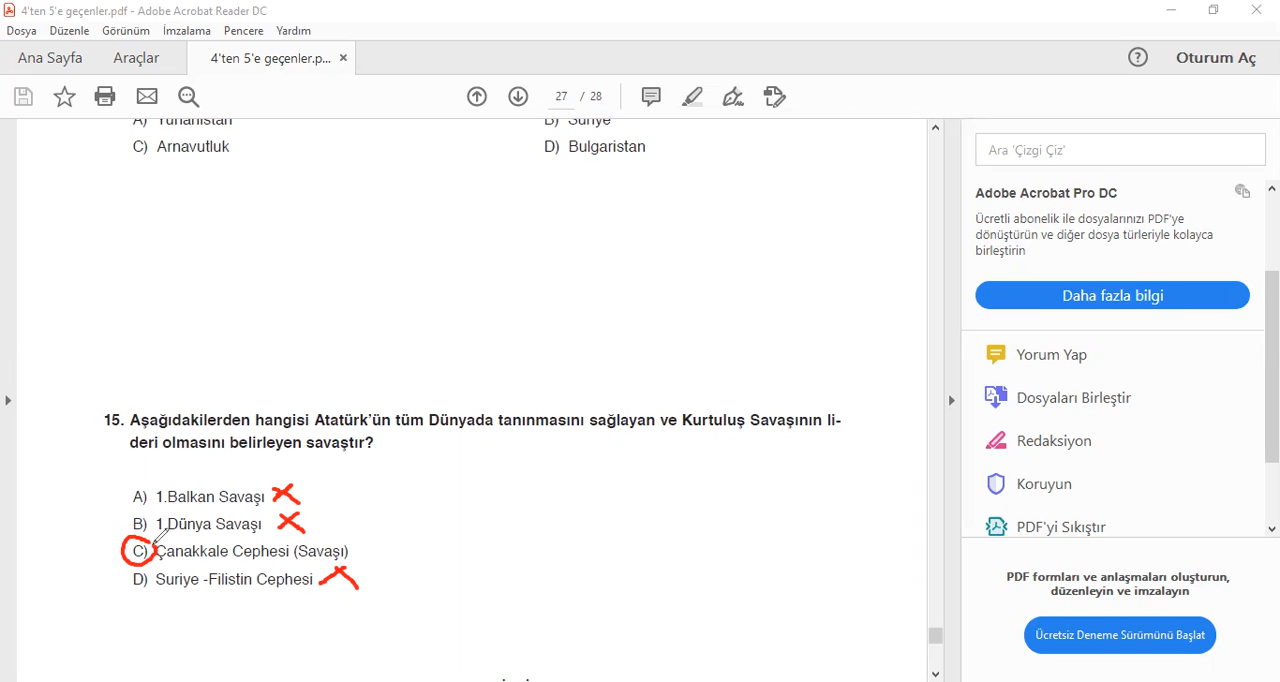 4'ten 5'e geçenler.pdf - Adobe Acrobat Reader DC
Dosya Düzenle Görünüm İmzalama Pencere Yardım
Ana Sayfa Araçlar 4'ten 5'e geçenler.p... × ? Oturum Aç
27 / 28
A) Yunanistan B) Suriye
C) Arnavutluk D) Bulgaristan
15. Aşağıdakilerden hangisi Atatürk'ün tüm Dünyada tanınmasını sağlayan ve Kurtuluş Savaşının li-
deri olmasını belirleyen savaştır?
A) 1.Balkan Savaşı
B) 1.Dünya Savaşı
C) Çanakkale Cephesi (Savaşı)
D) Suriye -Filistin Cephesi
Ara 'Çizgi Çiz'
Adobe Acrobat Pro DC
Ücretli abonelik ile dosyalarınızı PDF'ye
dönüştürün ve diğer dosya türleriyle kolayca
birleştirin
Daha fazla bilgi
Yorum Yap
Dosyaları Birleştir
Redaksiyon
Koruyun
PDF'yi Sıkıştır
PDF formları ve anlaşmaları oluşturun,
düzenleyin ve imzalayın
Ücretsiz Deneme Sürümünü Başlat